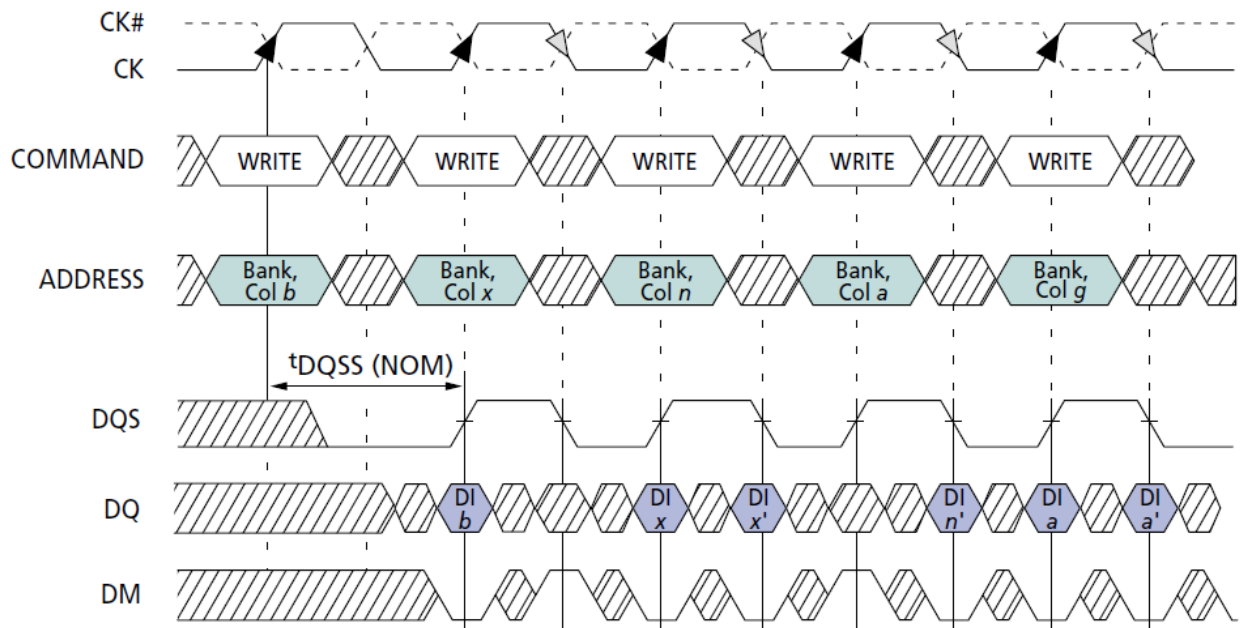 CK#
CK
COMMAND
WRITE
WRITE
WRITE
WRITE
WRITE
ADDRESS
Bank,
Col b
Bank,
Col x
Bank,
Col n
Bank,
Col a
Bank,
Col g
tDQSS (NOM)
DQS
DQ
DI
b
DI
x
DI
x'
DI
n'
DI
a
DI
a'
DM